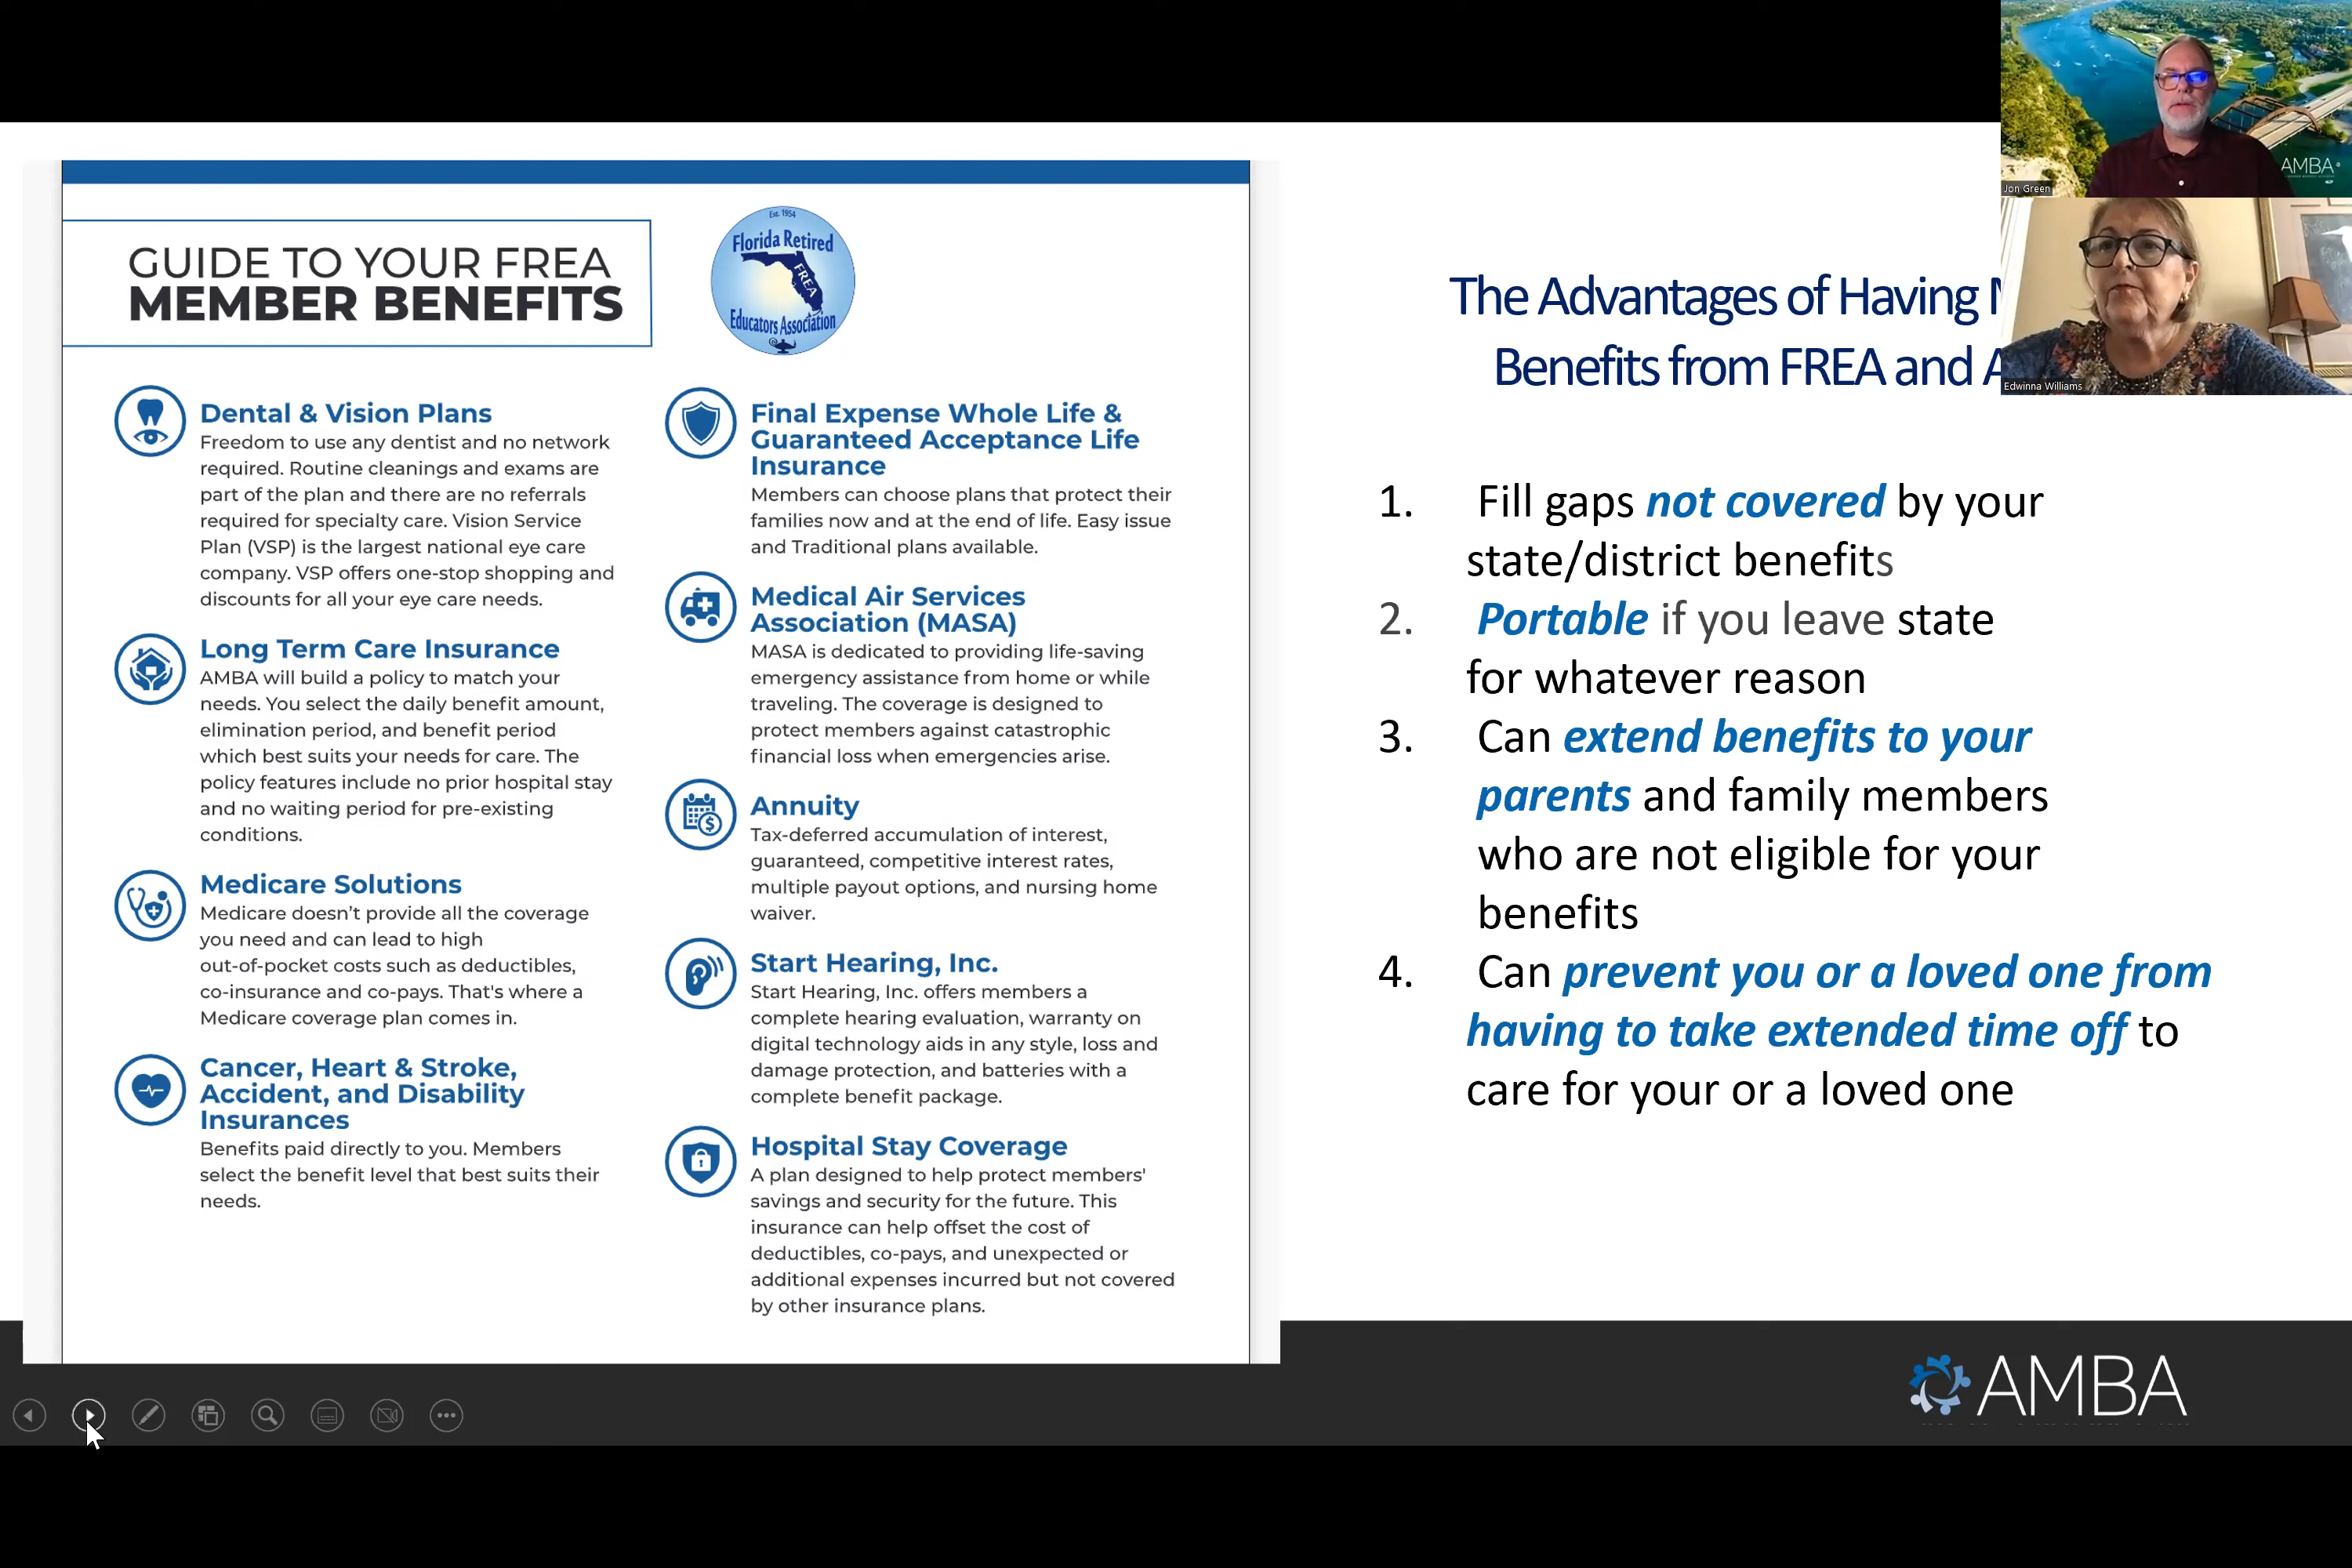 GUIDE TO YOUR FREA
MEMBER BENEFITS
Est. 1954
Florida Retired
FREA
Educators Association
Dental & Vision Plans
Freedom to use any dentist and no network
required. Routine cleanings and exams are
part of the plan and there are no referrals
required for specialty care. Vision Service
Plan (VSP) is the largest national eye care
company. VSP offers one-stop shopping and
discounts for all your eye care needs.
Long Term Care Insurance
AMBA will build a policy to match your
needs. You select the daily benefit amount,
elimination period, and benefit period
which best suits your needs for care. The
policy features include no prior hospital stay
and no waiting period for pre-existing
conditions.
Medicare Solutions
Medicare doesn't provide all the coverage
you need and can lead to high
out-of-pocket costs such as deductibles,
co-insurance and co-pays. That's where a
Medicare coverage plan comes in.
Cancer, Heart & Stroke,
Accident, and Disability
Insurances
Benefits paid directly to you. Members
select the benefit level that best suits their
needs.
Final Expense Whole Life &
Guaranteed Acceptance Life
Insurance
Members can choose plans that protect their
families now and at the end of life. Easy issue
and Traditional plans available.
Medical Air Services
Association (MASA)
MASA is dedicated to providing life-saving
emergency assistance from home or while
traveling. The coverage is designed to
protect members against catastrophic
financial loss when emergencies arise.
Annuity
Tax-deferred accumulation of interest,
guaranteed, competitive interest rates,
multiple payout options, and nursing home
waiver.
Start Hearing, Inc.
Start Hearing, Inc. offers members a
complete hearing evaluation, warranty on
digital technology aids in any style, loss and
damage protection, and batteries with a
complete benefit package.
Hospital Stay Coverage
A plan designed to help protect members'
savings and security for the future. This
insurance can help offset the cost of
deductibles, co-pays, and unexpected or
additional expenses incurred but not covered
by other insurance plans.
The Advantages of Having
Benefits from FREA and
1. Fill gaps not covered by your
state/district benefits
2. Portable if you leave state
for whatever reason
3. Can extend benefits to your
parents and family members
who are not eligible for your
benefits
4. Can prevent you or a loved one from
having to take extended time off to
care for your or a loved one
AMBA
AMBA
Jon Green
Edwinna Williams